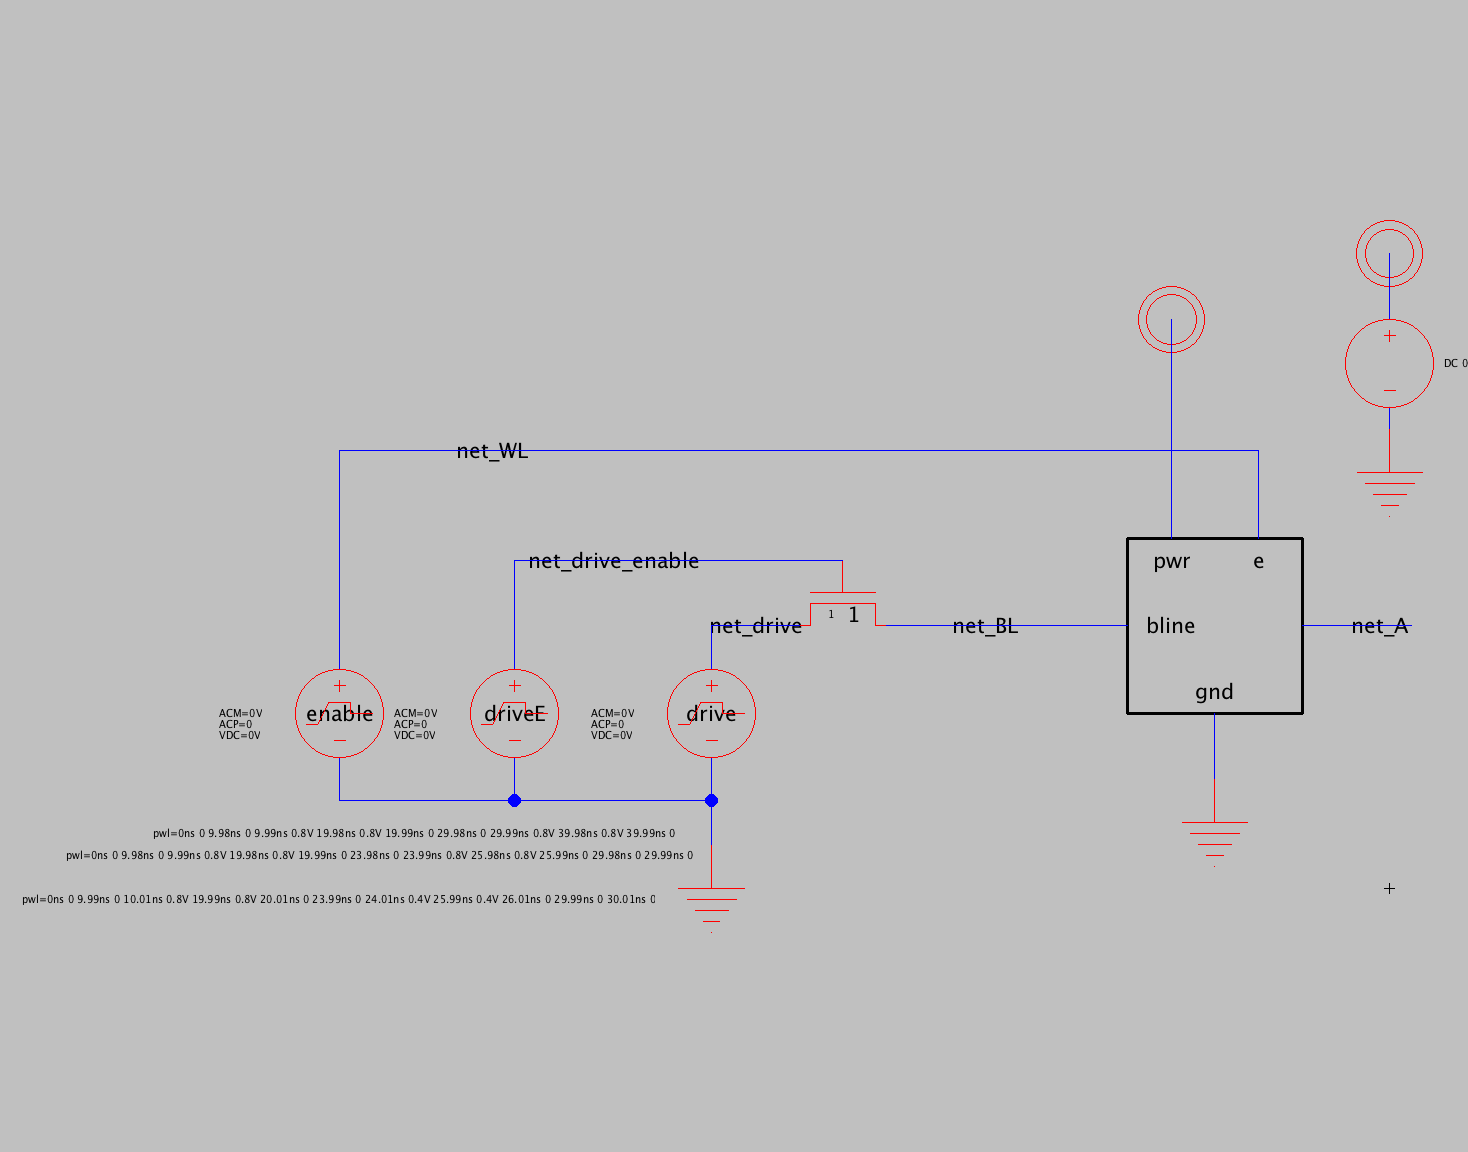 DC 0
net_WL
net_drive_enable
pwr e
1 1
net_drive
net_BL
bline
net_A
gnd
ACM=0V
ACP=0
VDC=0V
enable
ACM=0V
ACP=0
VDC=0V
driveE
ACM=0V
ACP=0
VDC=0V
drive
pwl=0ns 0 9.98ns 0 9.99ns 0.8V 19.98ns 0.8V 19.99ns 0 29.98ns 0 29.99ns 0.8V 39.98ns 0.8V 39.99ns 0
pwl=0ns 0 9.98ns 0 9.99ns 0.8V 19.98ns 0.8V 19.99ns 0 23.98ns 0 23.99ns 0.8V 25.98ns 0.8V 25.99ns 0 29.98ns 0 29.99ns 0
pwl=0ns 0 9.99ns 0 10.01ns 0.8V 19.99ns 0.8V 20.01ns 0 23.99ns 0 24.01ns 0.4V 25.99ns 0.4V 26.01ns 0 29.99ns 0 30.01ns 0